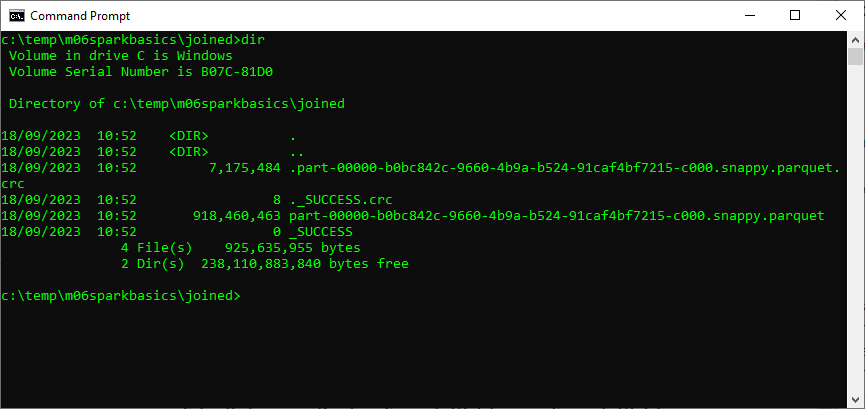 Command Prompt
c:\temp\m06sparkbasics\joined>dir
Volume in drive C is Windows
Volume Serial Number is B07C-81D0
Directory of c:\temp\m06sparkbasics\joined
18/09/2023  10:52    <DIR>          .
18/09/2023  10:52    <DIR>          ..
18/09/2023  10:52         7,175,484 .part-00000-b0bc842c-9660-4b9a-b524-91caf4bf7215-c000.snappy.parquet.
crc
18/09/2023  10:52                 8 ._SUCCESS.crc
18/09/2023  10:52       918,460,463 part-00000-b0bc842c-9660-4b9a-b524-91caf4bf7215-c000.snappy.parquet
18/09/2023  10:52                 0 _SUCCESS
4 File(s)    925,635,955 bytes
2 Dir(s)  238,110,883,840 bytes free
c:\temp\m06sparkbasics\joined>